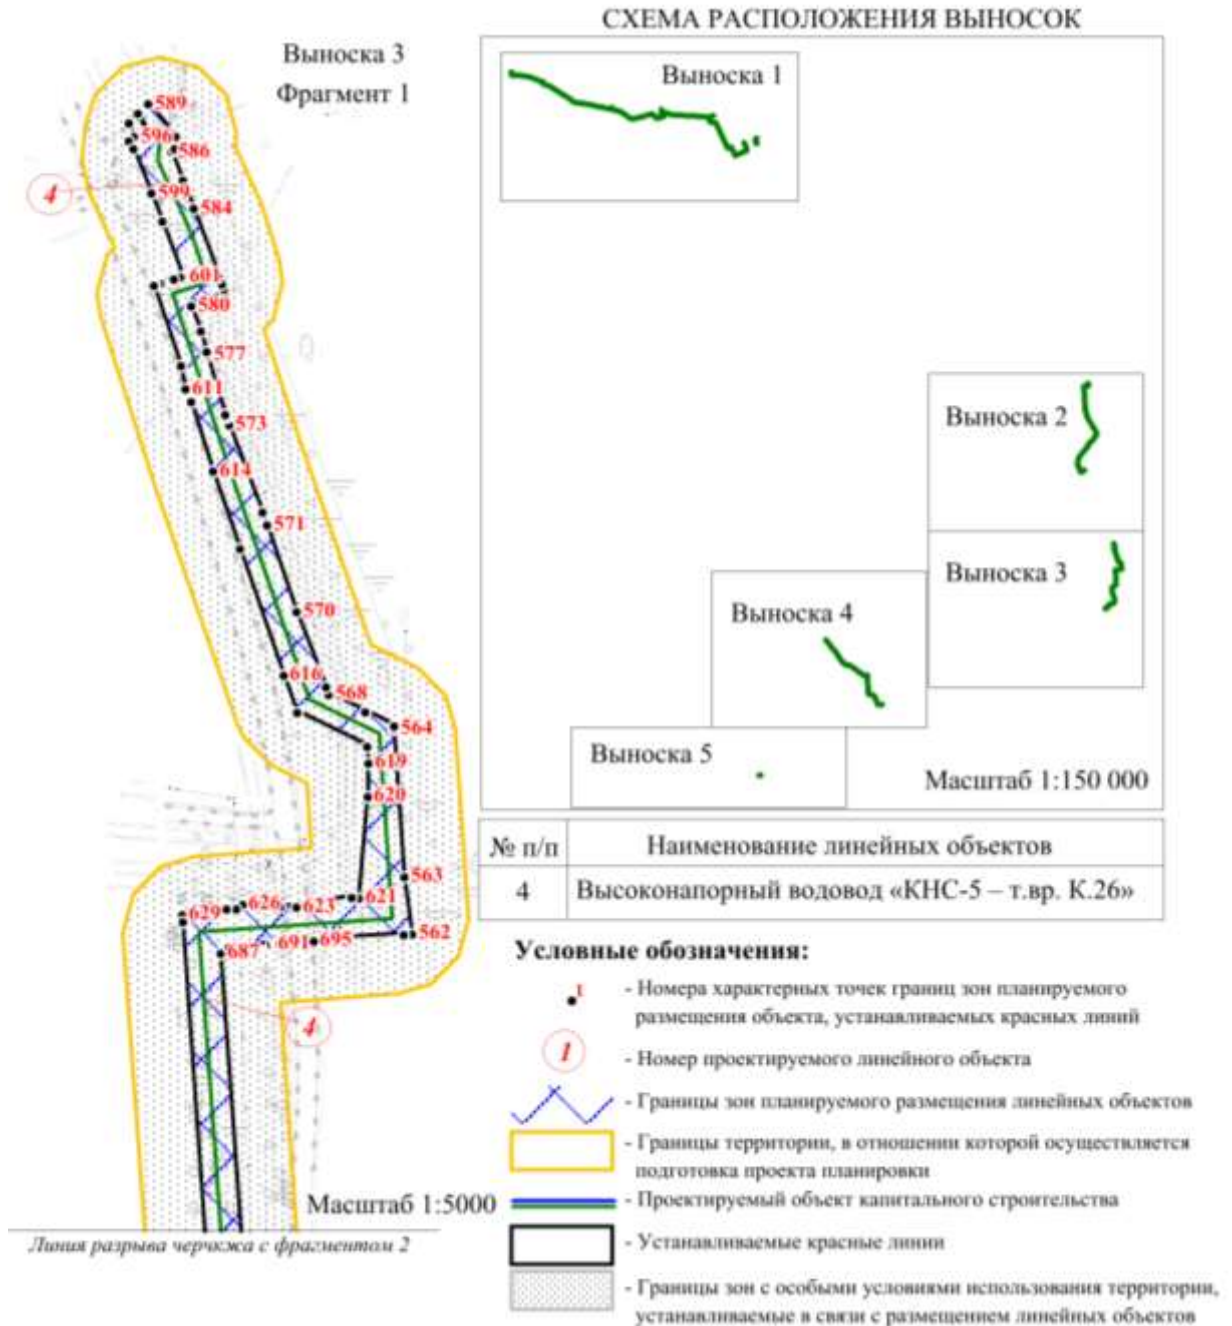 СХЕМА РАСПОЛОЖЕНИЯ ВЫНОСОК
Выноска 3
Фрагмент 1
Выноска 1
Выноска 2
Выноска 3
Выноска 4
Выноска 5
Масштаб 1:150 000
589
596
586
4
599
584
601
580
577
611
573
614
571
570
616
568
564
619
620
563
621
629
626
623
562
687
691
695
4
Масштаб 1:5000
Линия разрыва черчкжа с фрагментом 2
№ п/п
Наименование линейных объектов
4
Высоконапорный водовод «КНС-5 – т.вр. К.26»
Условные обозначения:
1
- Номера характерных точек границ зон планируемого
размещения объекта, устанавливаемых красных линий
1
- Номер проектируемого линейного объекта
- Границы зон планируемого размещения линейных объектов
- Границы территории, в отношении которой осуществляется
подготовка проекта планировки
- Проектируемый объект капитального строительства
- Устанавливаемые красные линии
- Границы зон с особыми условиями использования территории,
устанавливаемые в связи с размещением линейных объектов